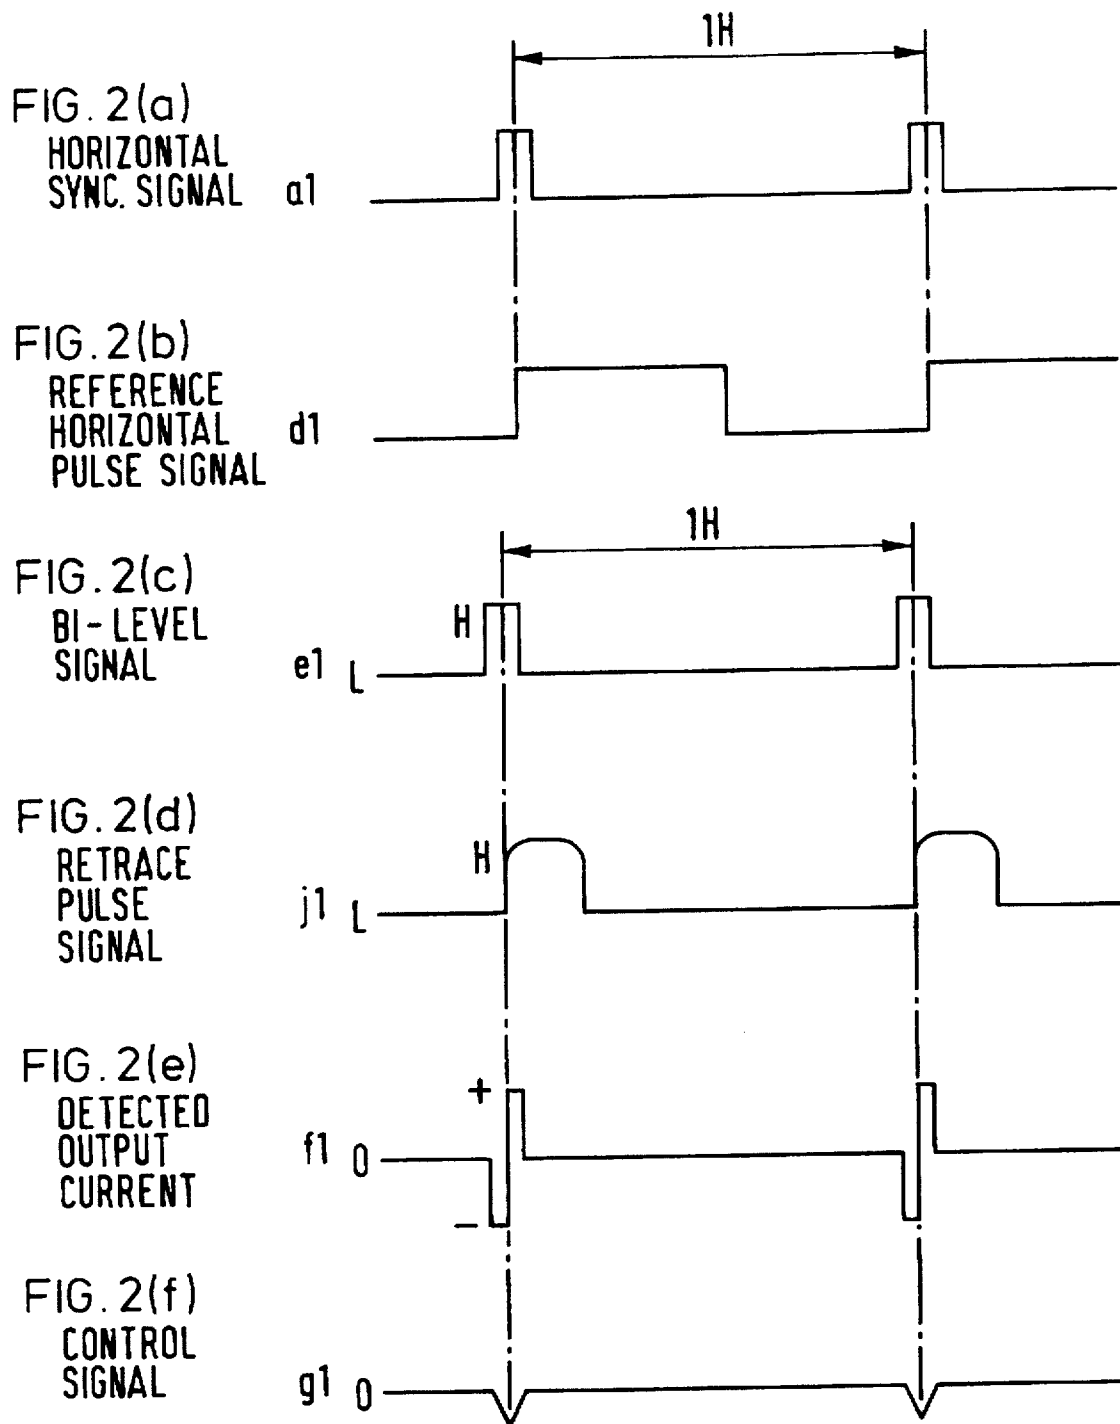 1H
FIG. 2(a)
HORIZONTAL
SYNC. SIGNAL a1
FIG. 2(b)
REFERENCE
HORIZONTAL d1
PULSE SIGNAL
1H
FIG. 2(c)
BI-LEVEL H
SIGNAL e1 L
FIG. 2(d)
RETRACE H
PULSE j1 L
SIGNAL
FIG. 2(e)
+
DETECTED
OUTPUT f1 0
CURRENT
−
FIG. 2(f)
CONTROL
SIGNAL g1 0